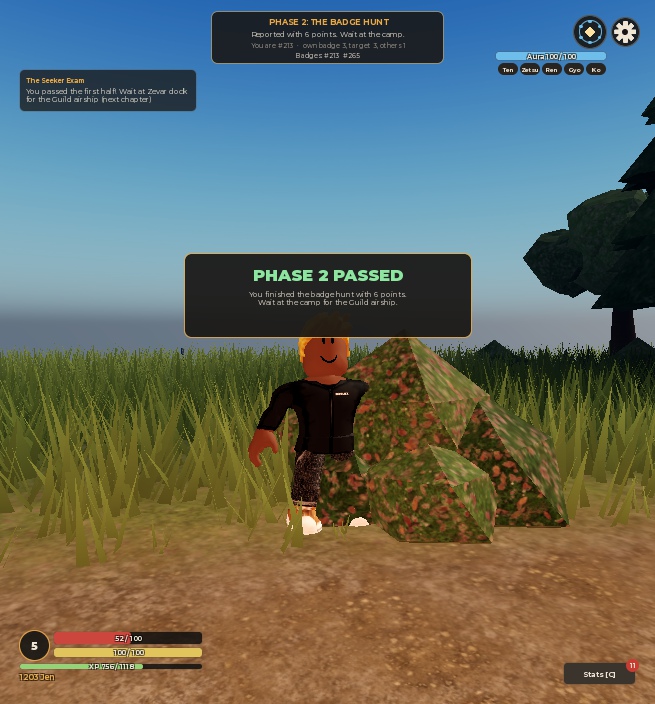 PHASE 2: THE BADGE HUNT
Reported with 6 points. Wait at the camp.
You are #213 · own badge 3, target 3, others 1
Badges #213 #265
Aura 100/100
Ten Zetsu Ren Gyo Ko
The Seeker Exam
You passed the first half! Wait at Zevar dock
for the Guild airship (next chapter)
PHASE 2 PASSED
You finished the badge hunt with 6 points.
Wait at the camp for the Guild airship.
5
52/100
100/100
XP 756/1118
1203 Jen
Stats [C]
11